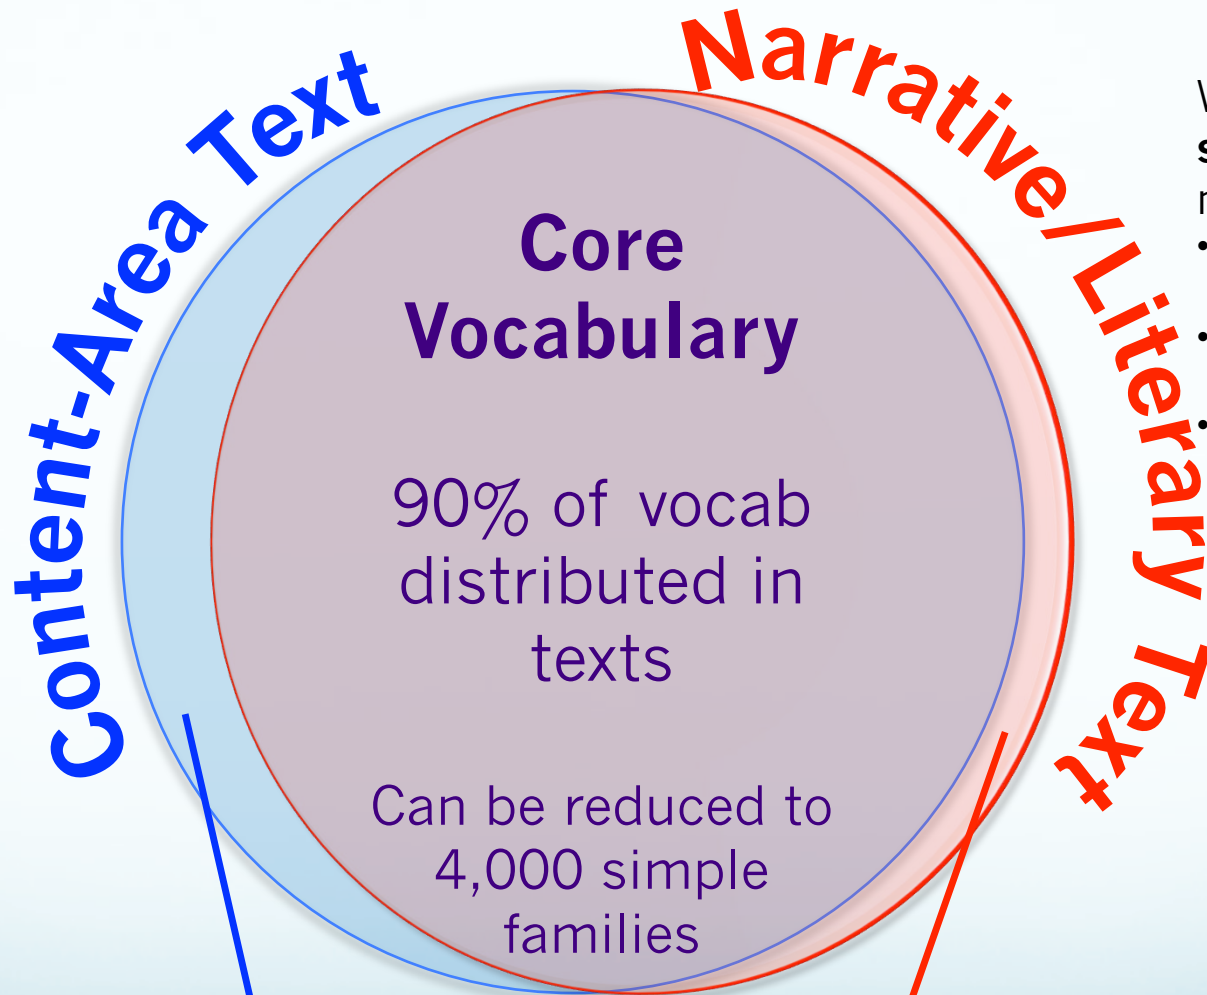 Content-Area Text
Narrative/Literary Text
Core
Vocabulary
90% of vocab
distributed in
texts
Can be reduced to
4,000 simple
families